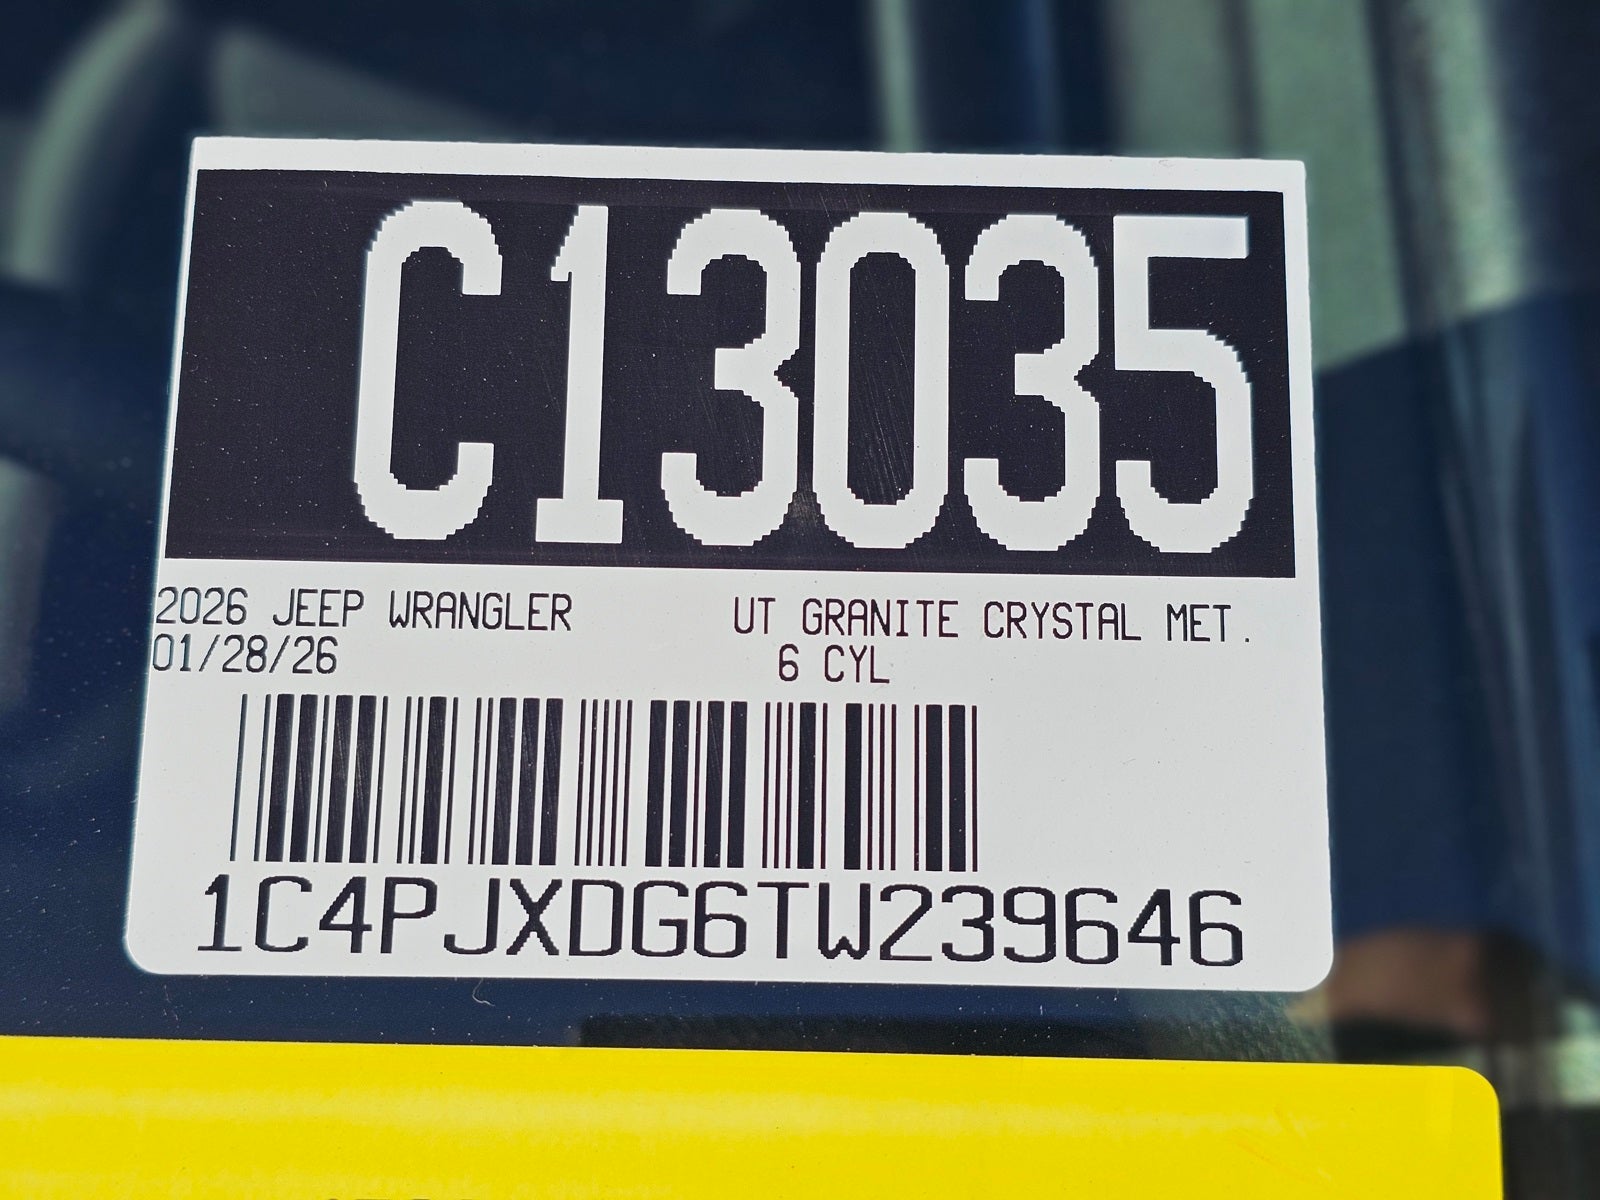 C13035
2026 JEEP WRANGLER UT GRANITE CRYSTAL MET.
01/28/26 6 CYL
1C4PJXDG6TW239646